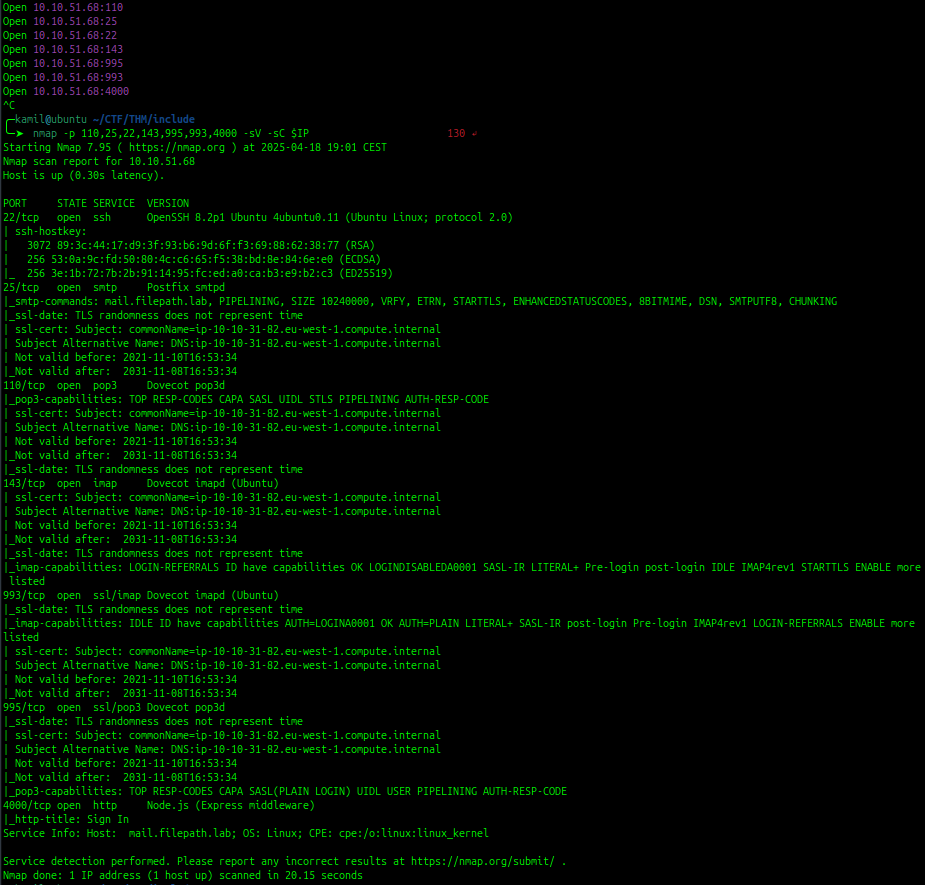 Open 10.10.51.68:110
Open 10.10.51.68:25
Open 10.10.51.68:22
Open 10.10.51.68:143
Open 10.10.51.68:995
Open 10.10.51.68:993
Open 10.10.51.68:4000
^C
kamil@ubuntu ~/CTF/THM/include
nmap -p 110,25,22,143,995,993,4000 -sV -sC $IP 130 ↲
Starting Nmap 7.95 ( https://nmap.org ) at 2025-04-18 19:01 CEST
Nmap scan report for 10.10.51.68
Host is up (0.30s latency).
PORT STATE SERVICE VERSION
22/tcp open ssh OpenSSH 8.2p1 Ubuntu 4ubuntu0.11 (Ubuntu Linux; protocol 2.0)
| ssh-hostkey:
| 3072 89:3c:44:17:d9:3f:93:b6:9d:6f:f3:69:88:62:38:77 (RSA)
| 256 53:0a:9c:fd:50:80:4c:c6:65:f5:38:bd:8e:84:6e:e0 (ECDSA)
|_ 256 3e:1b:72:7b:2b:91:14:95:fc:ed:a0:ca:b3:e9:b2:c3 (ED25519)
25/tcp open smtp Postfix smtpd
|_smtp-commands: mail.filepath.lab, PIPELINING, SIZE 10240000, VRFY, ETRN, STARTTLS, ENHANCEDSTATUSCODES, 8BITMIME, DSN, SMTPUTF8, CHUNKING
|_ssl-date: TLS randomness does not represent time
| ssl-cert: Subject: commonName=ip-10-10-31-82.eu-west-1.compute.internal
| Subject Alternative Name: DNS:ip-10-10-31-82.eu-west-1.compute.internal
| Not valid before: 2021-11-10T16:53:34
|_Not valid after: 2031-11-08T16:53:34
110/tcp open pop3 Dovecot pop3d
|_pop3-capabilities: TOP RESP-CODES CAPA SASL UIDL STLS PIPELINING AUTH-RESP-CODE
| ssl-cert: Subject: commonName=ip-10-10-31-82.eu-west-1.compute.internal
| Subject Alternative Name: DNS:ip-10-10-31-82.eu-west-1.compute.internal
| Not valid before: 2021-11-10T16:53:34
|_Not valid after: 2031-11-08T16:53:34
|_ssl-date: TLS randomness does not represent time
143/tcp open imap Dovecot imapd (Ubuntu)
| ssl-cert: Subject: commonName=ip-10-10-31-82.eu-west-1.compute.internal
| Subject Alternative Name: DNS:ip-10-10-31-82.eu-west-1.compute.internal
| Not valid before: 2021-11-10T16:53:34
|_Not valid after: 2031-11-08T16:53:34
|_ssl-date: TLS randomness does not represent time
|_imap-capabilities: LOGIN-REFERRALS ID have capabilities OK LOGINDISABLEDA0001 SASL-IR LITERAL+ Pre-login post-login IDLE IMAP4rev1 STARTTLS ENABLE more
listed
993/tcp open ssl/imap Dovecot imapd (Ubuntu)
|_ssl-date: TLS randomness does not represent time
|_imap-capabilities: IDLE ID have capabilities AUTH=LOGINA0001 OK AUTH=PLAIN LITERAL+ SASL-IR post-login Pre-login IMAP4rev1 LOGIN-REFERRALS ENABLE more
listed
| ssl-cert: Subject: commonName=ip-10-10-31-82.eu-west-1.compute.internal
| Subject Alternative Name: DNS:ip-10-10-31-82.eu-west-1.compute.internal
| Not valid before: 2021-11-10T16:53:34
|_Not valid after: 2031-11-08T16:53:34
995/tcp open ssl/pop3 Dovecot pop3d
|_ssl-date: TLS randomness does not represent time
| ssl-cert: Subject: commonName=ip-10-10-31-82.eu-west-1.compute.internal
| Subject Alternative Name: DNS:ip-10-10-31-82.eu-west-1.compute.internal
| Not valid before: 2021-11-10T16:53:34
|_Not valid after: 2031-11-08T16:53:34
|_pop3-capabilities: TOP RESP-CODES CAPA SASL(PLAIN LOGIN) UIDL USER PIPELINING AUTH-RESP-CODE
4000/tcp open http Node.js (Express middleware)
|_http-title: Sign In
Service Info: Host: mail.filepath.lab; OS: Linux; CPE: cpe:/o:linux:linux_kernel
Service detection performed. Please report any incorrect results at https://nmap.org/submit/ .
Nmap done: 1 IP address (1 host up) scanned in 20.15 seconds